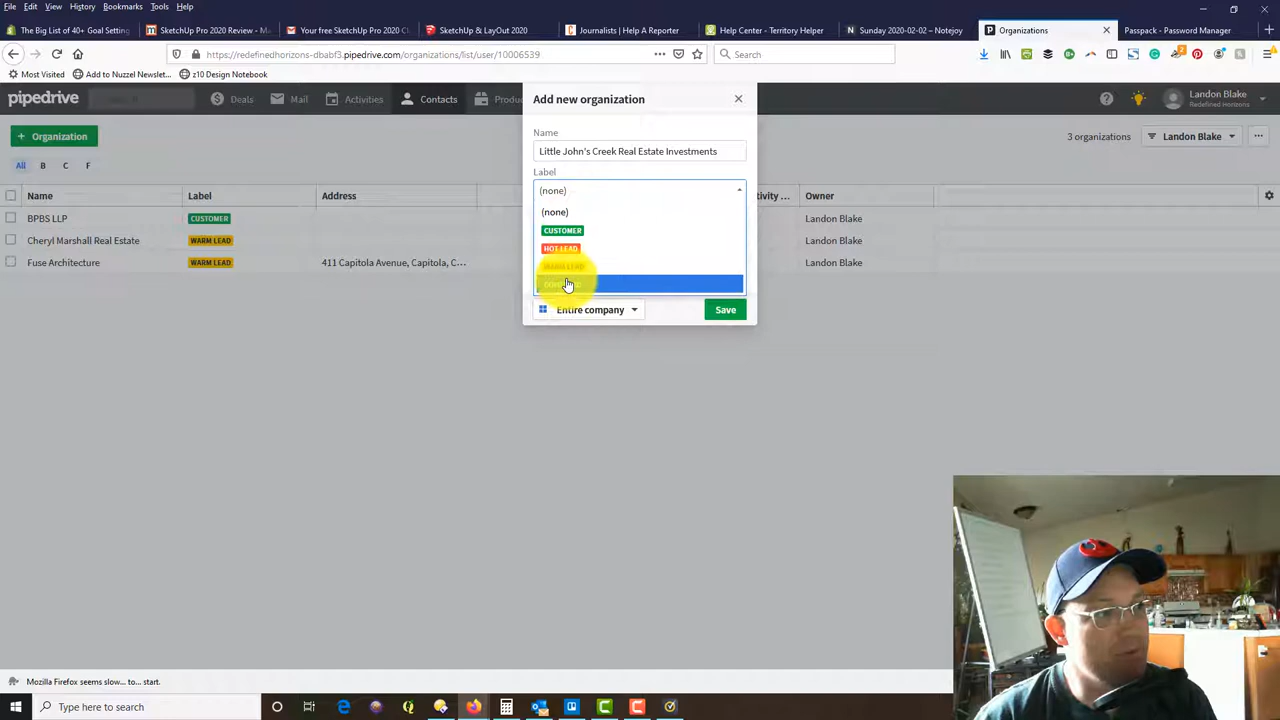 File Edit View History Bookmarks Tools Help
The Big List of 40+ Goal Setting
SketchUp Pro 2020 Review - M
Your free SketchUp Pro 2020 C
SketchUp & LayOut 2020
Journalists | Help A Reporter
Help Center - Territory Helper
Sunday 2020-02-02 — Notejoy
Organizations
Passpack - Password Manager
https://redefinedhorizons-dbabf3.pipedrive.com/organizations/list/user/10006539
Search
Most Visited
Add to Nuzzel Newslet...
z10 Design Notebook
pipedrive
Deals
Mail
Activities
Contacts
Produ
Landon Blake
Redefined Horizons
+ Organization
3 organizations
Landon Blake
All B C F
Name Label Address
tivity ... Owner
BPBS LLP CUSTOMER Landon Blake
Cheryl Marshall Real Estate WARM LEAD Landon Blake
Fuse Architecture WARM LEAD 411 Capitola Avenue, Capitola, C... Landon Blake
Add new organization
Name
Little John's Creek Real Estate Investments
Label
(none)
(none)
CUSTOMER
HOT LEAD
WARM LEAD
Entire company
Save
Mozilla Firefox seems slow... to... start.
Type here to search